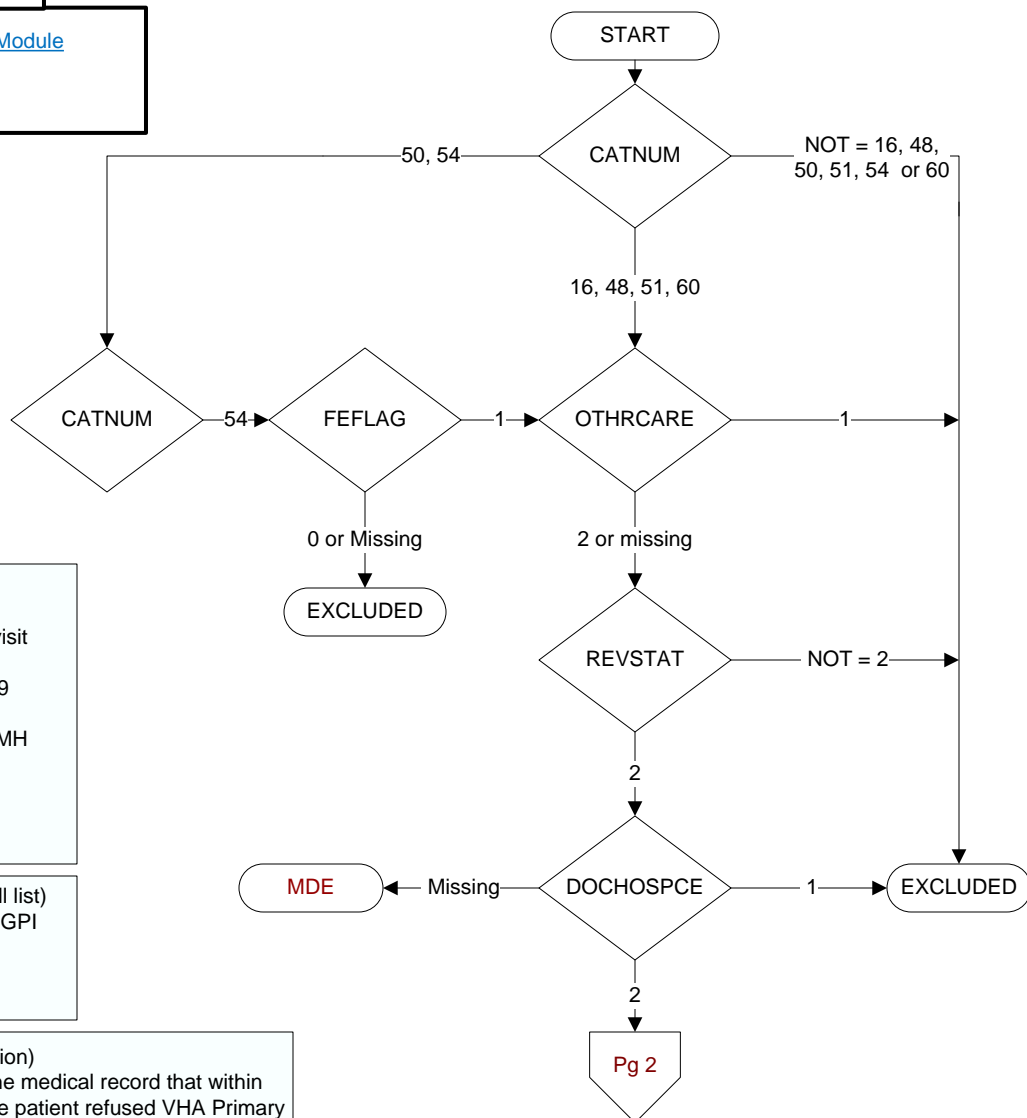 Module
START
CATNUM
50, 54
NOT = 16, 48,
50, 51, 54 or 60
16, 48, 51, 60
CATNUM
54
FEFLAG
1
OTHRCARE
1
0 or Missing
2 or missing
EXCLUDED
REVSTAT
NOT = 2
2
MDE
Missing
DOCHOSPCE
1
EXCLUDED
2
Pg 2
visit
9
MH
ll list)
GPI
ion)
he medical record that within
e patient refused VHA Primary